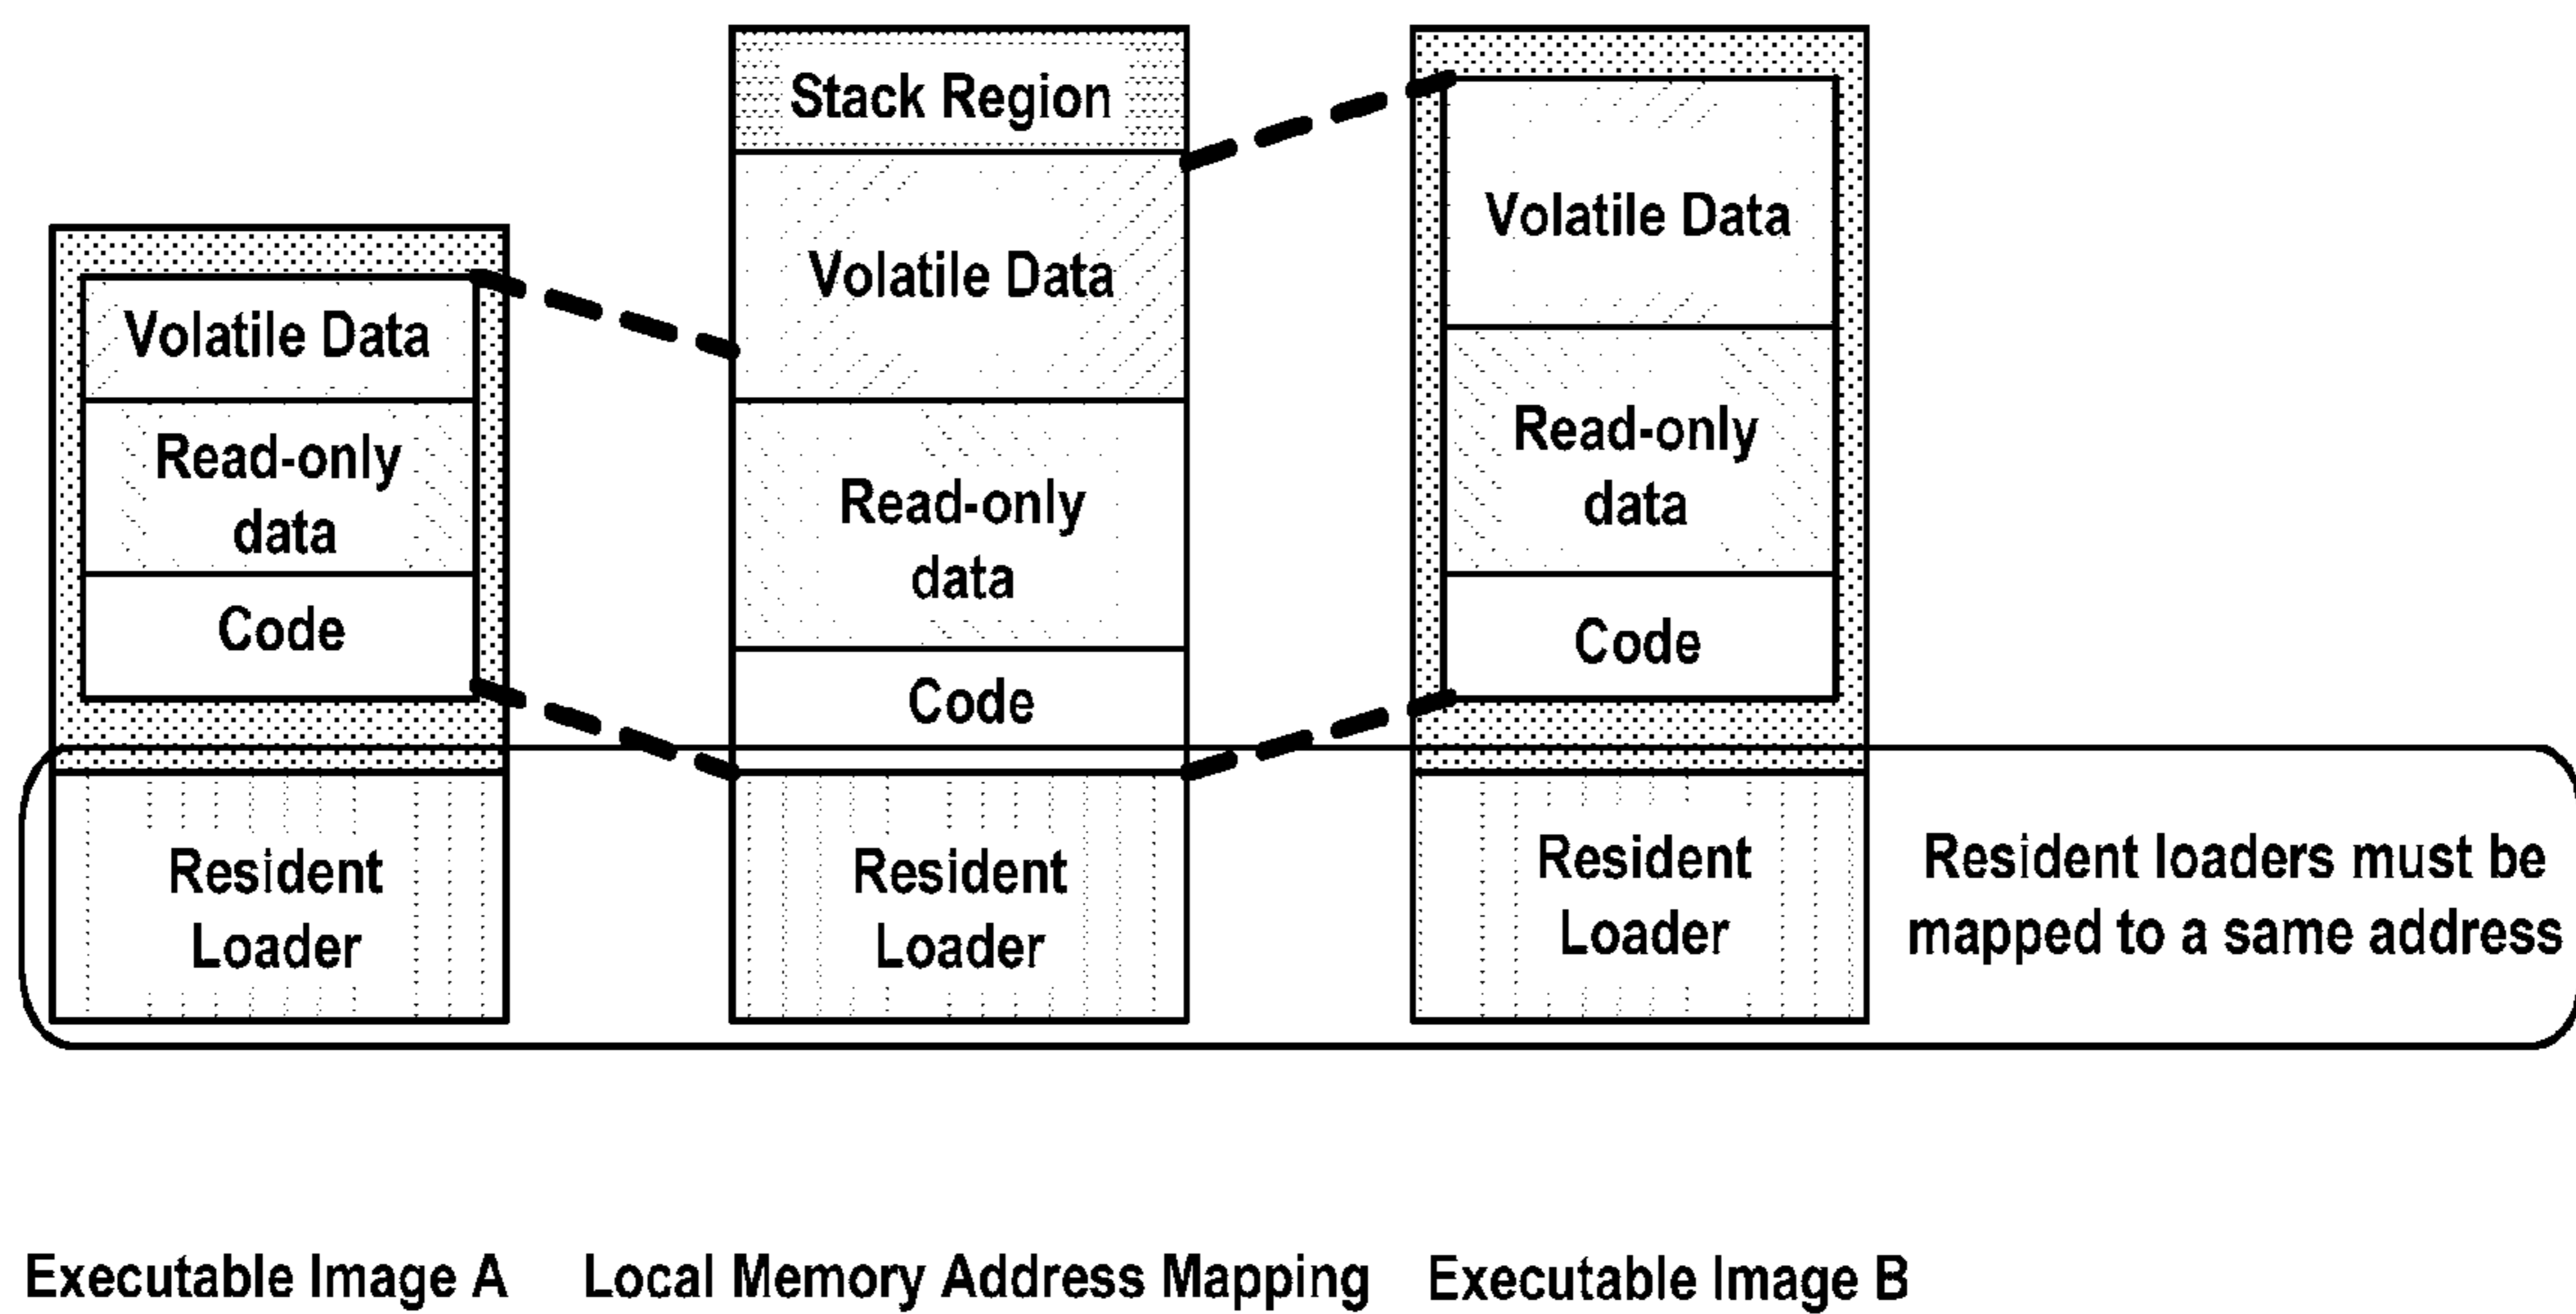 Volatile Data
Read-only
data
Code
Resident
Loader
Stack Region
Volatile Data
Read-only
data
Code
Resident
Loader
Volatile Data
Read-only
data
Code
Resident
Loader
Resident loaders must be
mapped to a same address
Executable Image A
Local Memory Address Mapping
Executable Image B